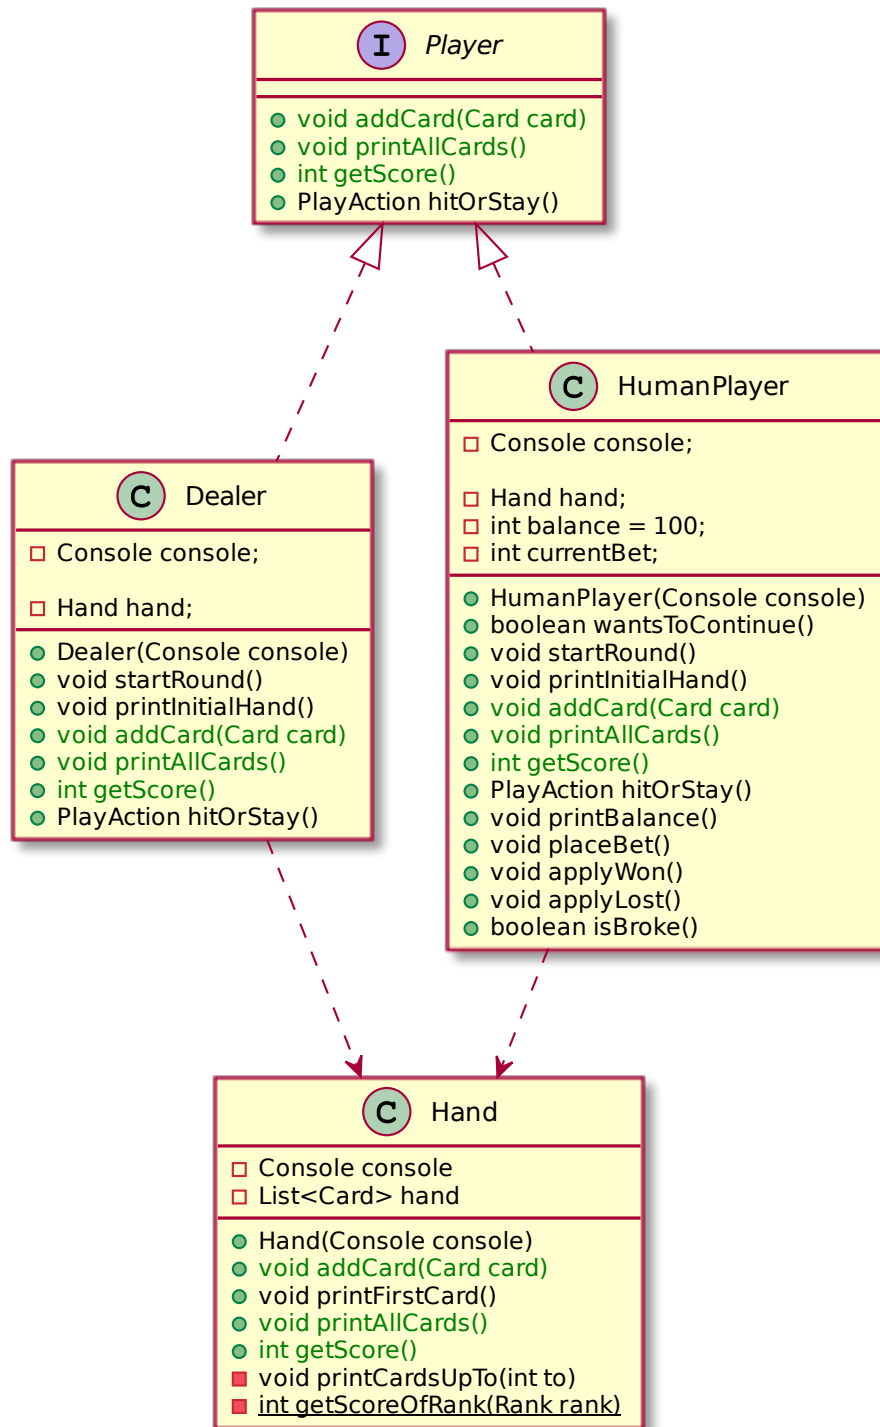 I Player
void addCard(Card card)
void printAllCards()
int getScore()
PlayAction hitOrStay()
C HumanPlayer
Console console;
Hand hand;
int balance = 100;
int currentBet;
HumanPlayer(Console console)
boolean wantsToContinue()
void startRound()
void printInitialHand()
void addCard(Card card)
void printAllCards()
int getScore()
PlayAction hitOrStay()
void printBalance()
void placeBet()
void applyWon()
void applyLost()
boolean isBroke()
C Dealer
Console console;
Hand hand;
Dealer(Console console)
void startRound()
void printInitialHand()
void addCard(Card card)
void printAllCards()
int getScore()
PlayAction hitOrStay()
C Hand
Console console
List<Card> hand
Hand(Console console)
void addCard(Card card)
void printFirstCard()
void printAllCards()
int getScore()
void printCardsUpTo(int to)
int getScoreOfRank(Rank rank)